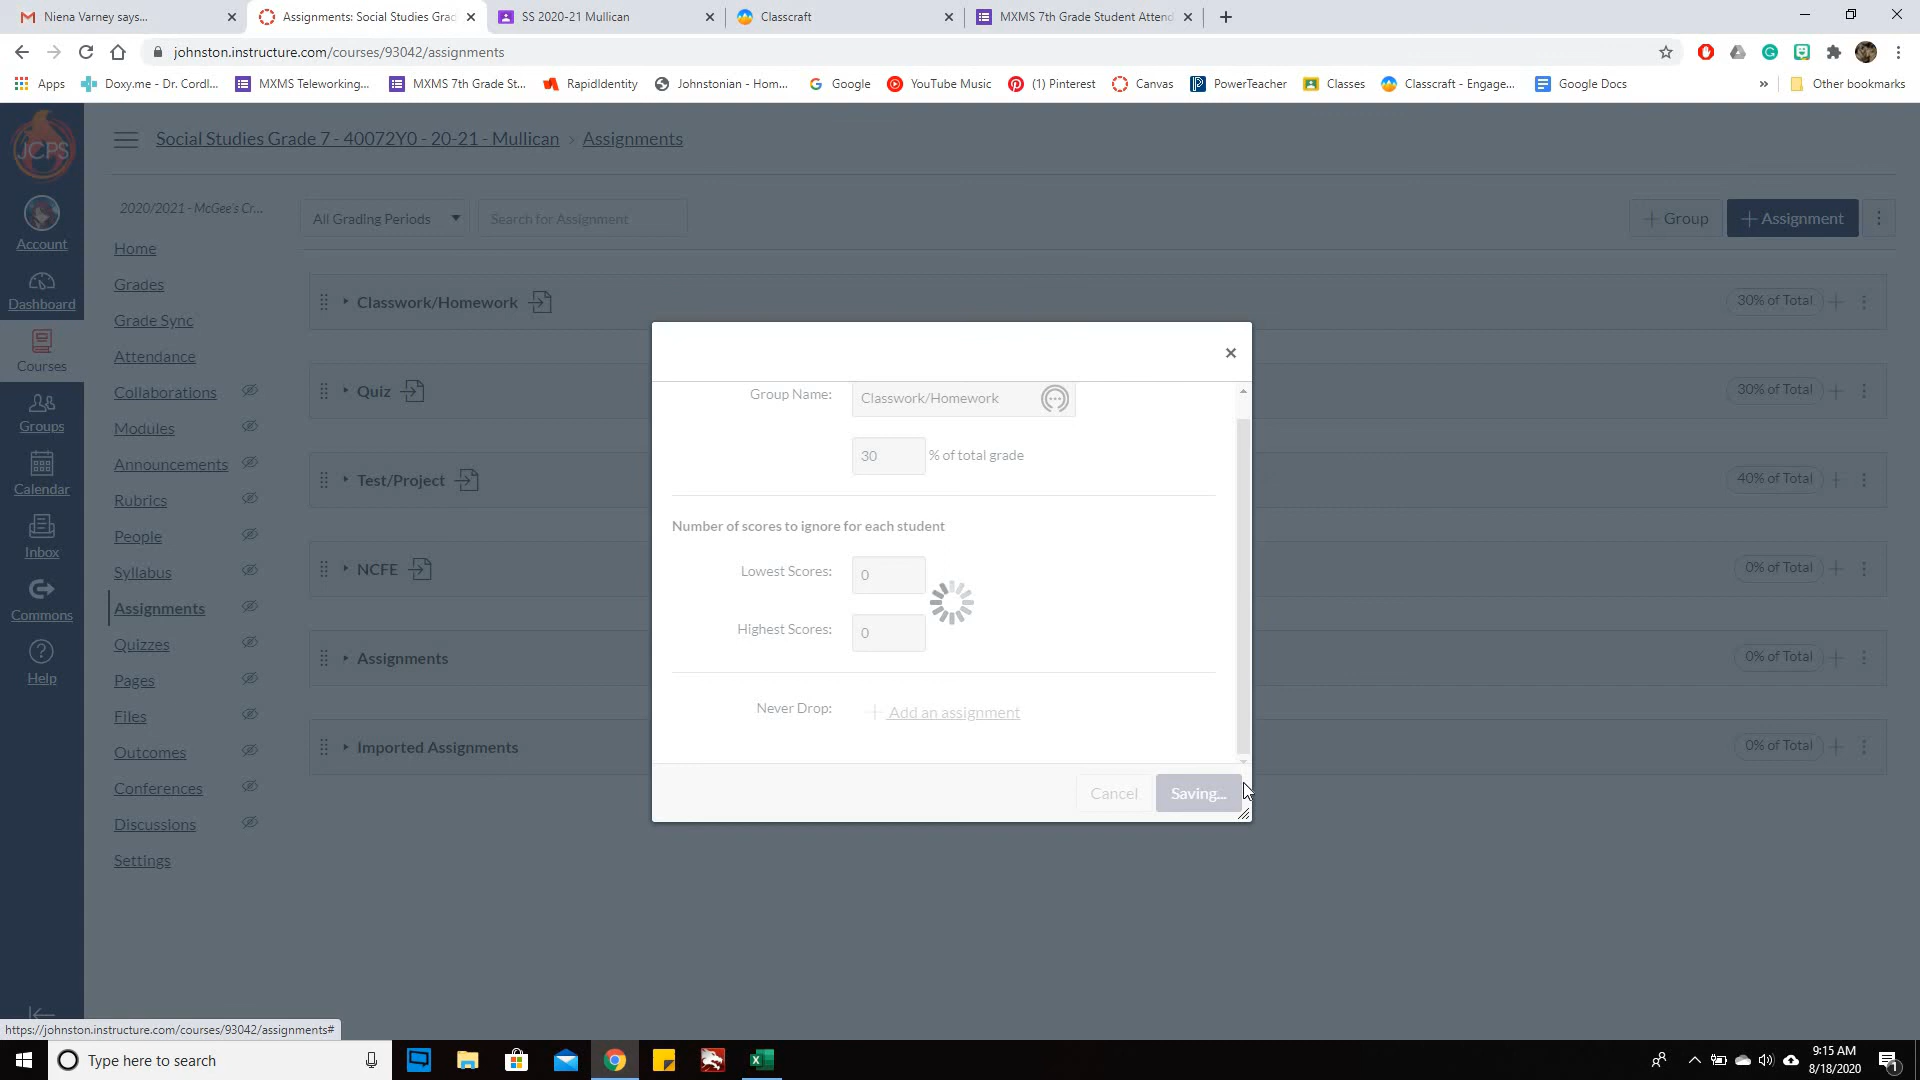 Niena Varney says...
Assignments: Social Studies Grad
SS 2020-21 Mullican
Classcraft
MXMS 7th Grade Student Attend
johnston.instructure.com/courses/93042/assignments
Apps
Doxy.me - Dr. Cordl...
MXMS Teleworking...
MXMS 7th Grade St...
RapidIdentity
Johnstonian - Hom...
Google
YouTube Music
(1) Pinterest
Canvas
PowerTeacher
Classes
Classcraft - Engage...
Google Docs
»
Other bookmarks
JCPS
Account
Dashboard
Courses
Groups
Calendar
Inbox
Commons
Help
Social Studies Grade 7 - 40072Y0 - 20-21 - Mullican › Assignments
2020/2021 - McGee's Cr...
Home
Grades
Grade Sync
Attendance
Collaborations
Modules
Announcements
Rubrics
People
Syllabus
Assignments
Quizzes
Pages
Files
Outcomes
Conferences
Discussions
Settings
All Grading Periods
Search for Assignment
+ Group
+ Assignment
Classwork/Homework
30% of Total
Quiz
30% of Total
Test/Project
40% of Total
NCFE
0% of Total
Assignments
0% of Total
Imported Assignments
0% of Total
Group Name:
Classwork/Homework
30
% of total grade
Number of scores to ignore for each student
Lowest Scores:
0
Highest Scores:
0
Never Drop:
+ Add an assignment
Cancel
Saving...
https://johnston.instructure.com/courses/93042/assignments#
Type here to search
9:15 AM
8/18/2020
1